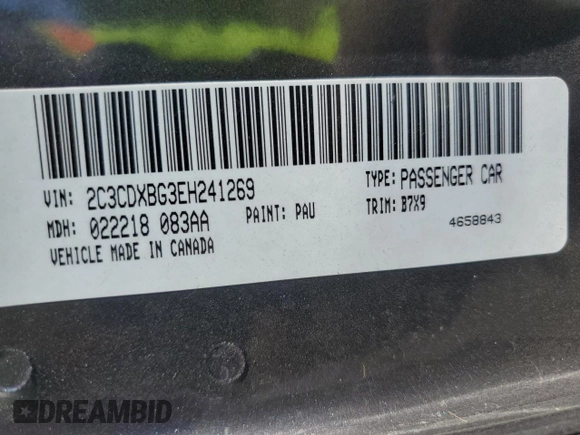 VIN: 2C3CDXBG3EH241269 TYPE: PASSENGER CAR
MDH: 022218 083AA PAINT: PAU TRIM: B7X9
VEHICLE MADE IN CANADA 4658843
DREAMBID